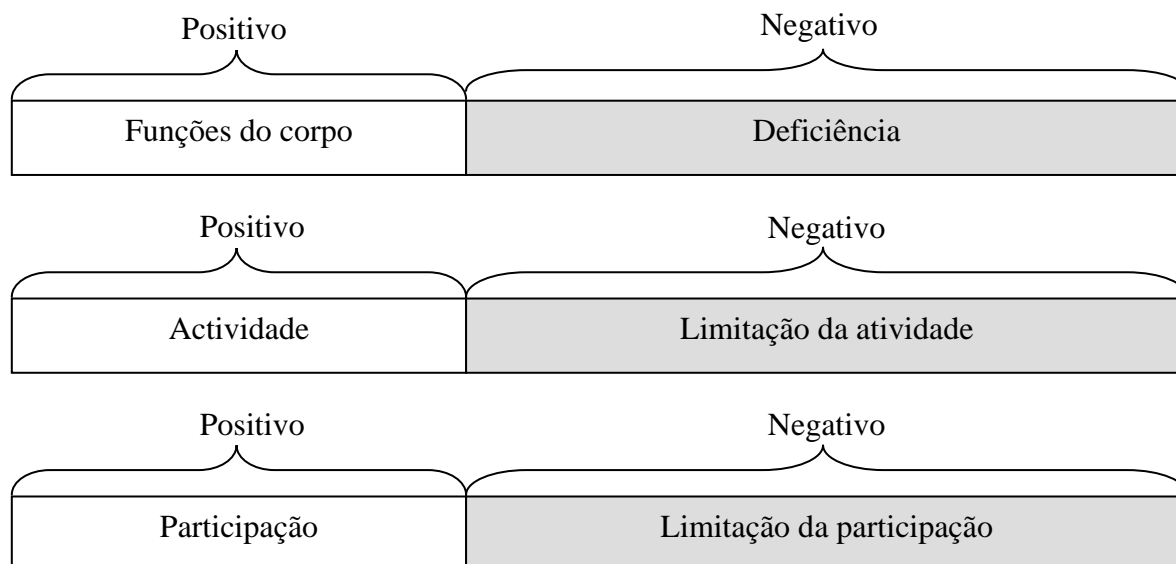 Positivo Negativo
Funções do corpo Deficiência
Positivo Negativo
Actividade Limitação da atividade
Positivo Negativo
Participação Limitação da participação